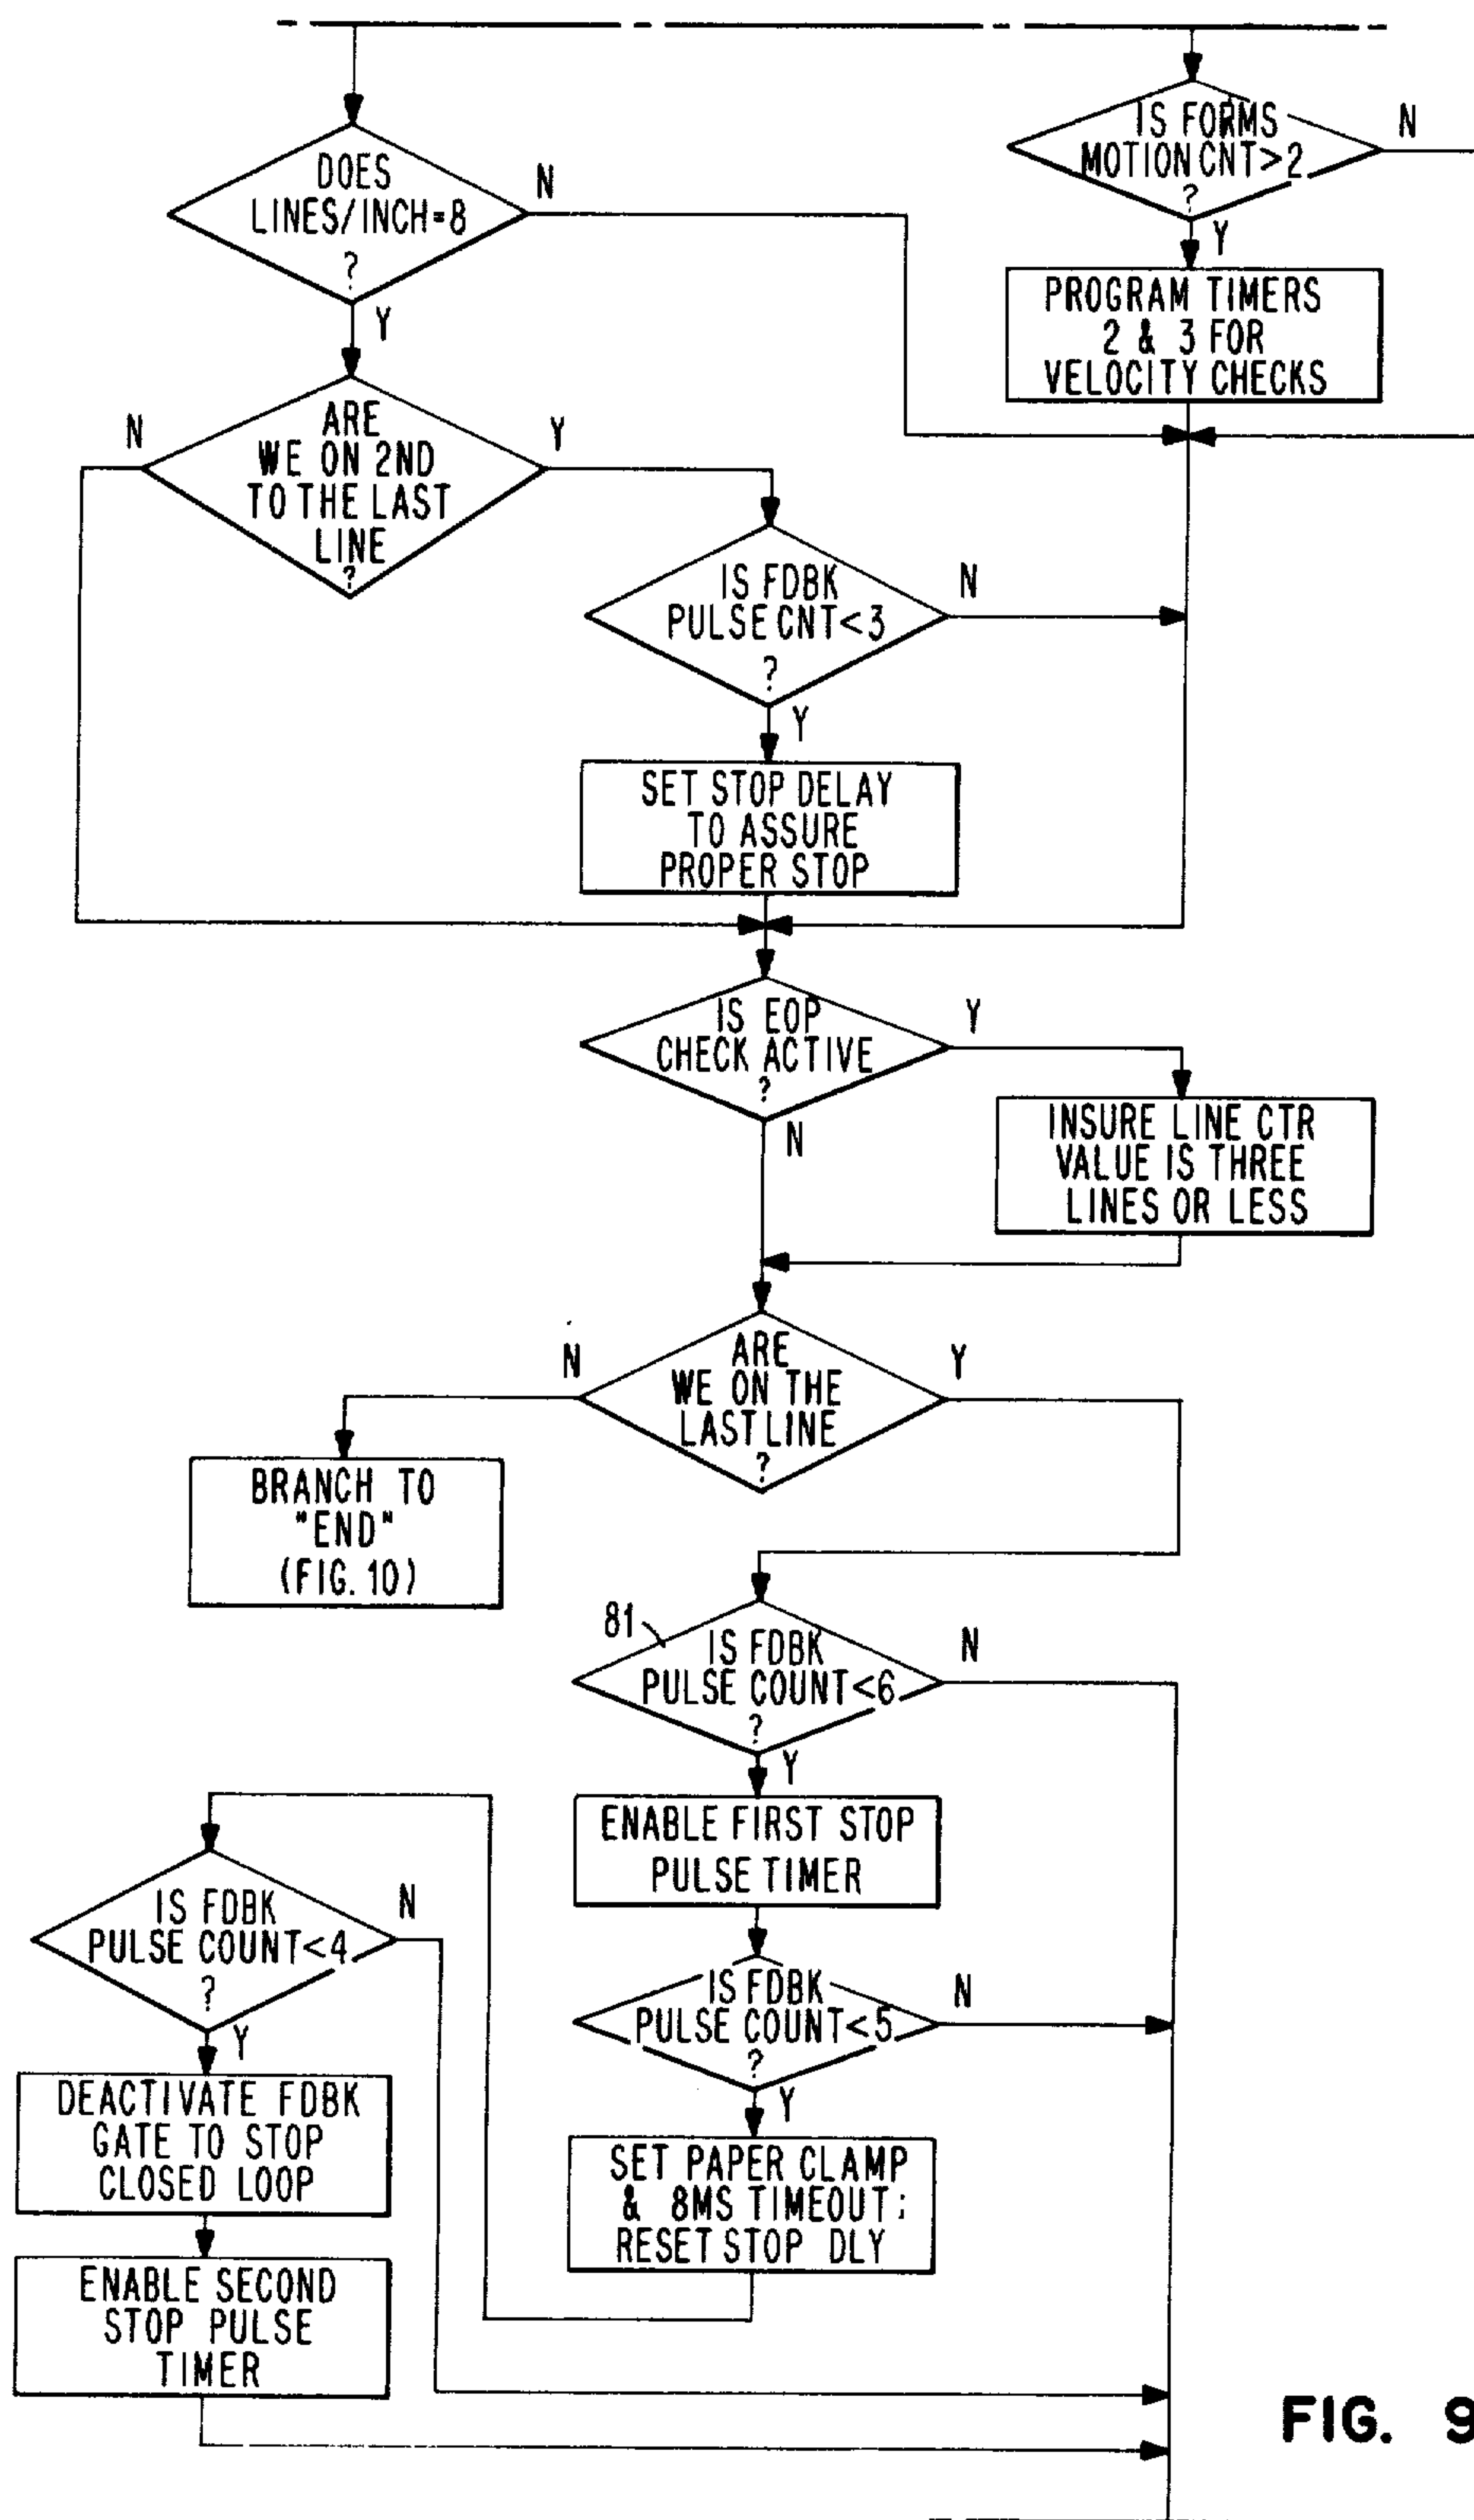 IS FORMS
MOTION CNT>2
?
N
Y
DOES
LINES/INCH=8
?
N
Y
PROGRAM TIMERS
2 & 3 FOR
VELOCITY CHECKS
ARE
WE ON 2ND
TO THE LAST
LINE
?
N
Y
IS FDBK
PULSE CNT<3
?
N
Y
SET STOP DELAY
TO ASSURE
PROPER STOP
IS EOP
CHECK ACTIVE
?
Y
N
INSURE LINE CTR
VALUE IS THREE
LINES OR LESS
ARE
WE ON THE
LAST LINE
?
N
Y
BRANCH TO
"END"
(FIG. 10)
81
IS FDBK
PULSE COUNT<6
?
N
Y
ENABLE FIRST STOP
PULSE TIMER
IS FDBK
PULSE COUNT<5
?
N
Y
SET PAPER CLAMP
& 8MS TIMEOUT;
RESET STOP DLY
IS FDBK
PULSE COUNT<4
?
N
Y
DEACTIVATE FDBK
GATE TO STOP
CLOSED LOOP
ENABLE SECOND
STOP PULSE
TIMER
FIG. 9